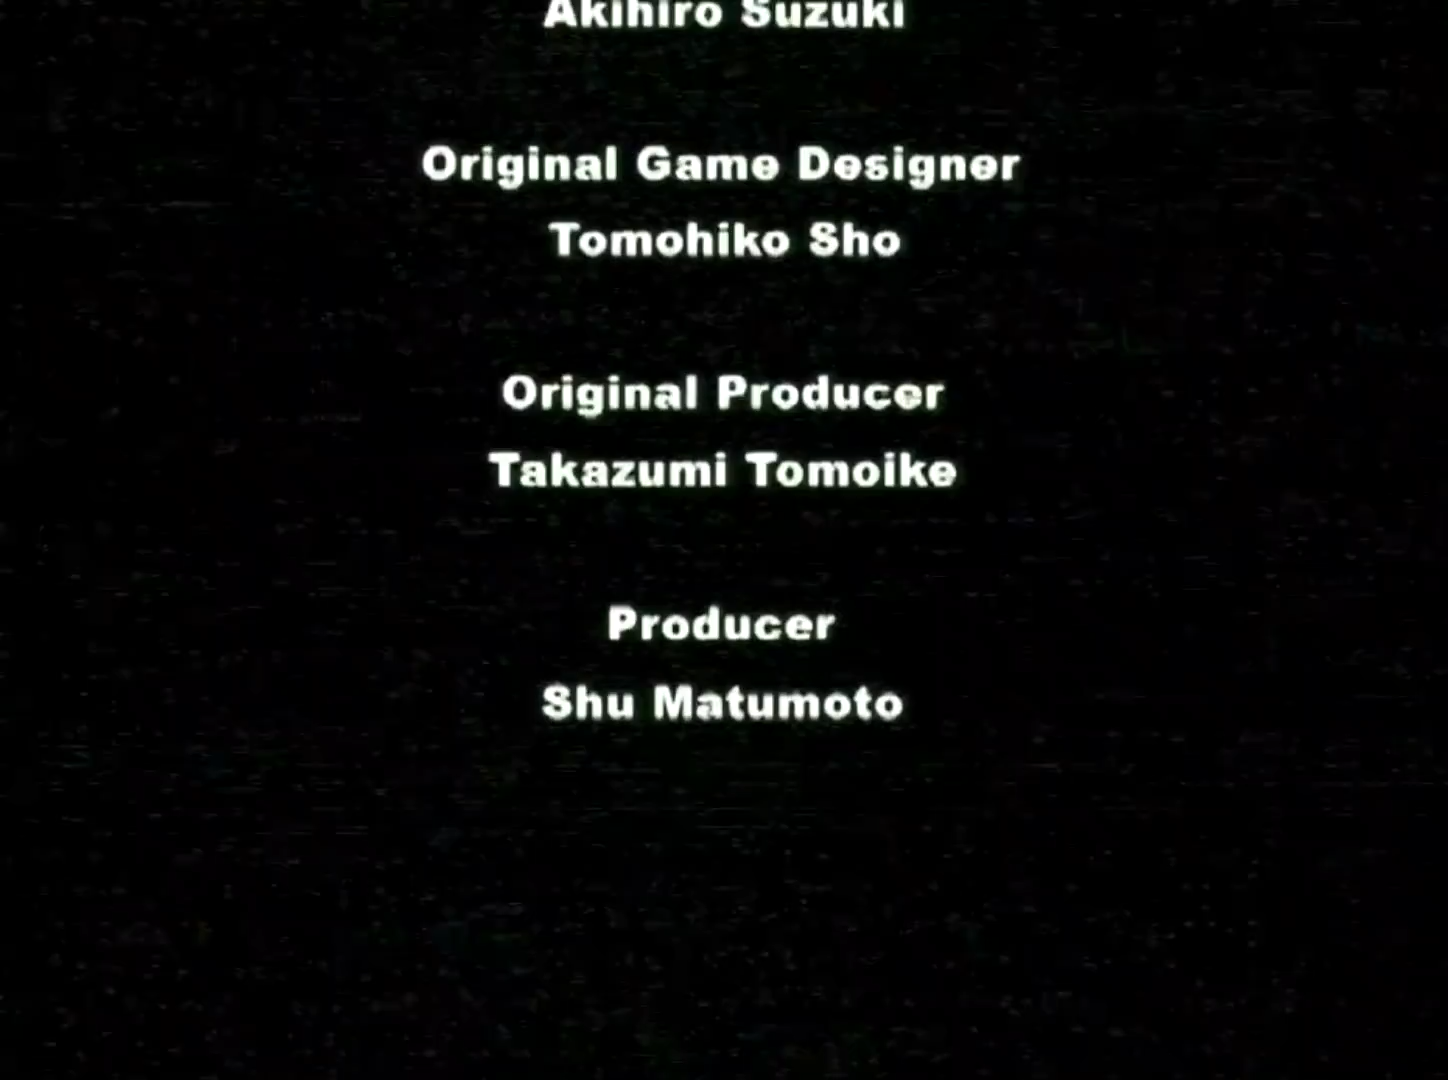 Akihiro Suzuki
Original Game Designer
Tomohiko Sho
Original Producer
Takazumi Tomoike
Producer
Shu Matumoto